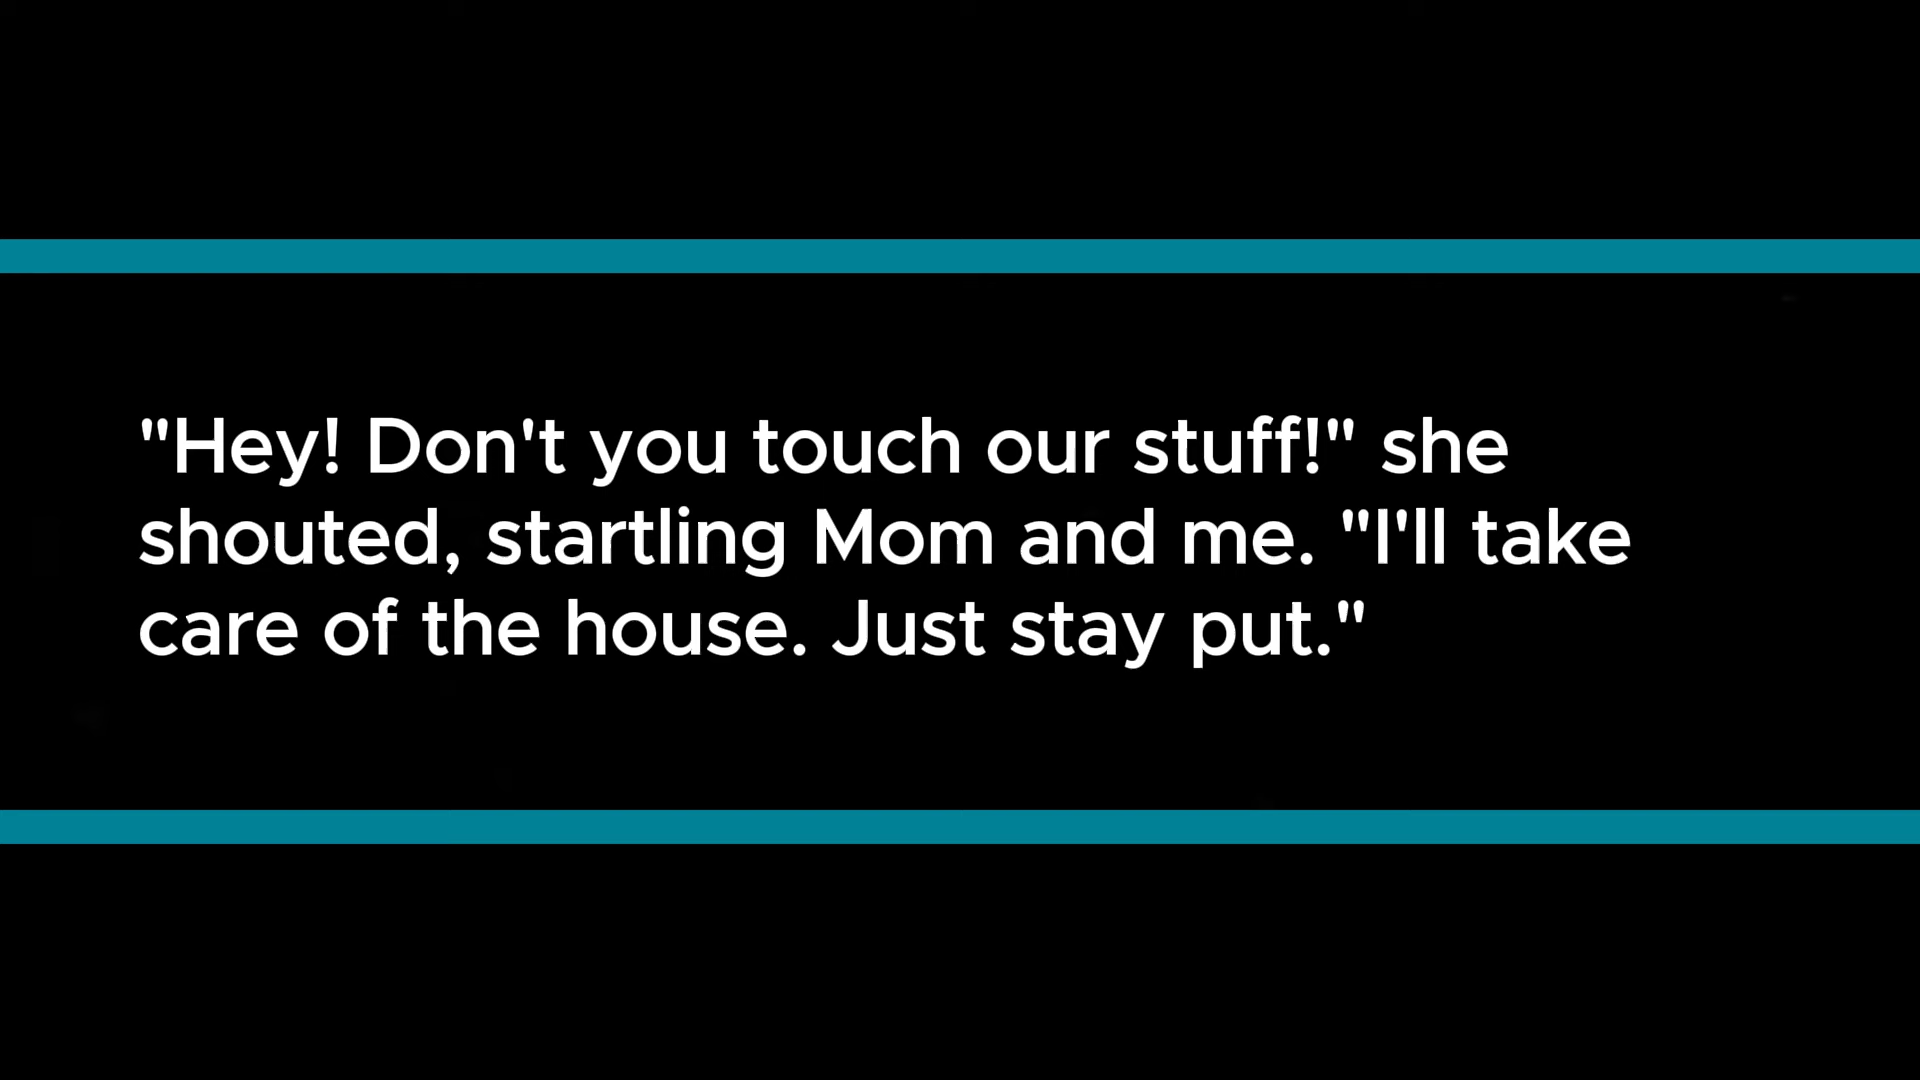 "Hey! Don't you touch our stuff!" she
shouted, startling Mom and me. "I'll take
care of the house. Just stay put."